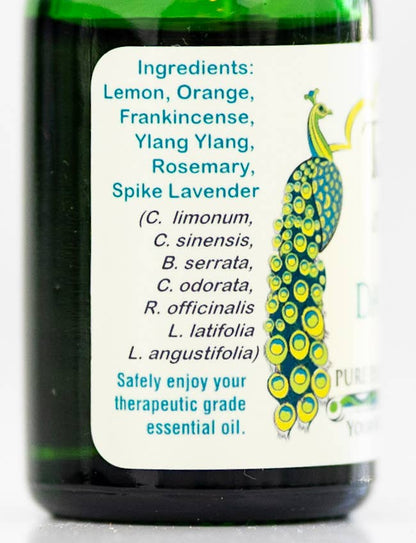 Ingredients:
Lemon, Orange,
Frankincense,
Ylang Ylang,
Rosemary,
Spike Lavender
(C. limonum,
C. sinensis,
B. serrata,
C. odorata,
R. officinalis
L. latifolia
L. angustifolia)
Safely enjoy your
therapeutic grade
essential oil.
PURE